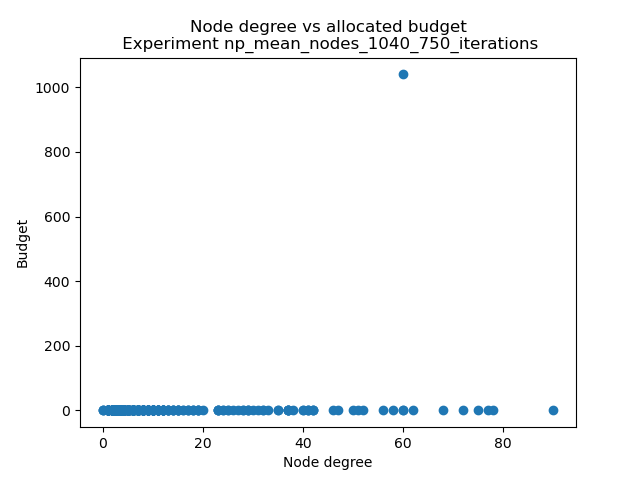 Node degree vs allocated budget
Experiment np_mean_nodes_1040_750_iterations
1000
800
600
400
200
0
Budget
0 20 40 60 80
Node degree